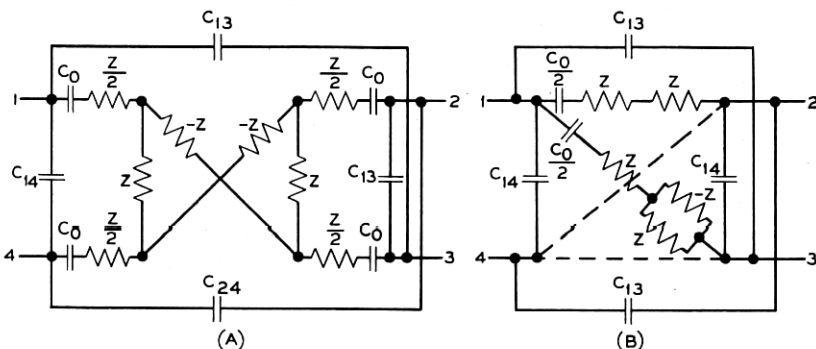 C13
C0 Z/2 Z/2 C0
1 2
-Z -Z
C14 Z Z C13
C0 Z/2 Z/2 C0
4 3
C24
(A)
C13
C0/2 Z Z
1 2
C0/2
C14 Z -Z C14
Z
4 3
C13
(B)